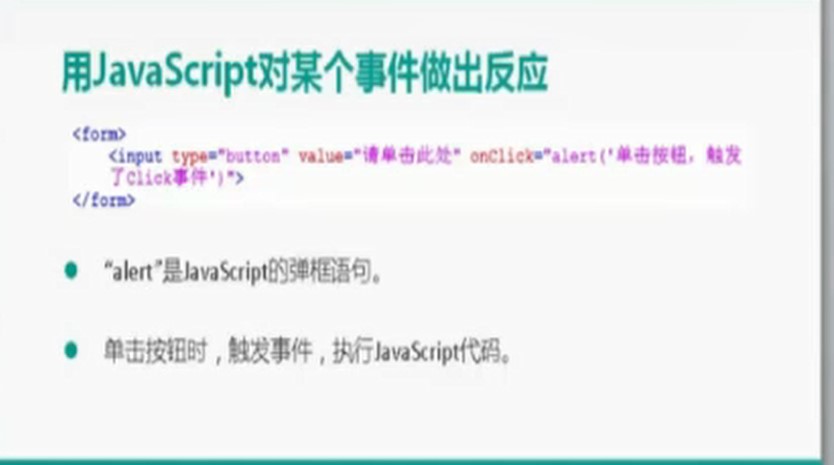 用JavaScript对某个事件做出反应
<form>
<input type="button" value="请单击此处" onClick="alert('单击按钮，触发
了Click事件')">
</form>
“alert”是JavaScript的弹框语句。
单击按钮时，触发事件，执行JavaScript代码。